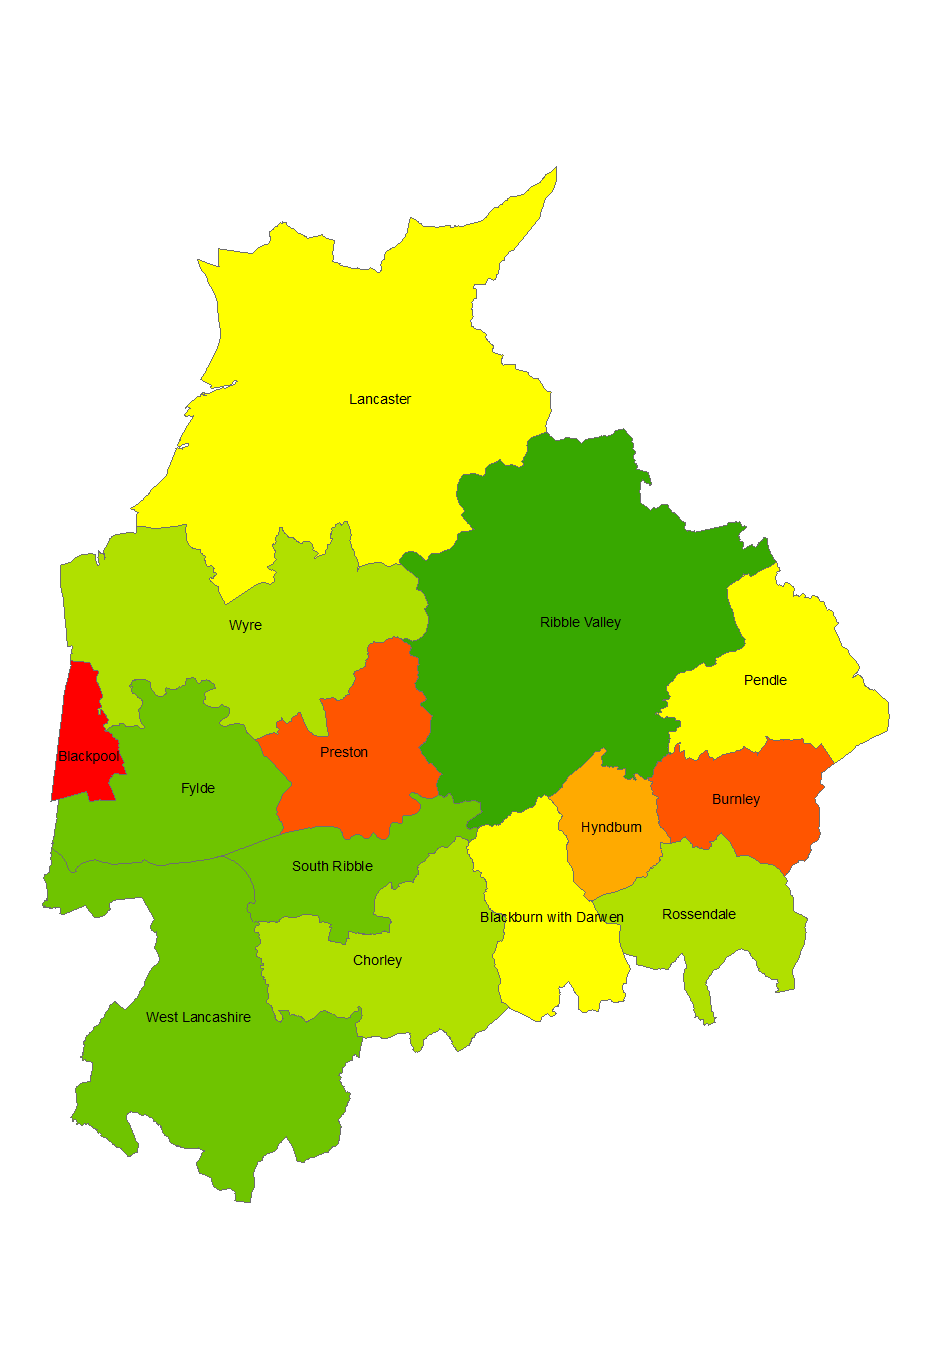 Lancaster
Ribble Valley
Wyre
Pendle
Preston
Blackpool
Fylde
Burnley
Hyndburn
South Ribble
Rossendale
Blackburn with Darwen
Chorley
West Lancashire